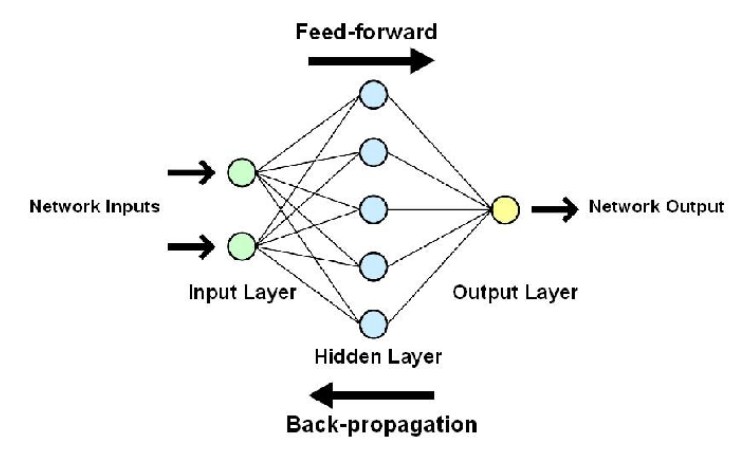 Feed-forward
Network Inputs
Network Output
Input Layer
Output Layer
Hidden Layer
Back-propagation